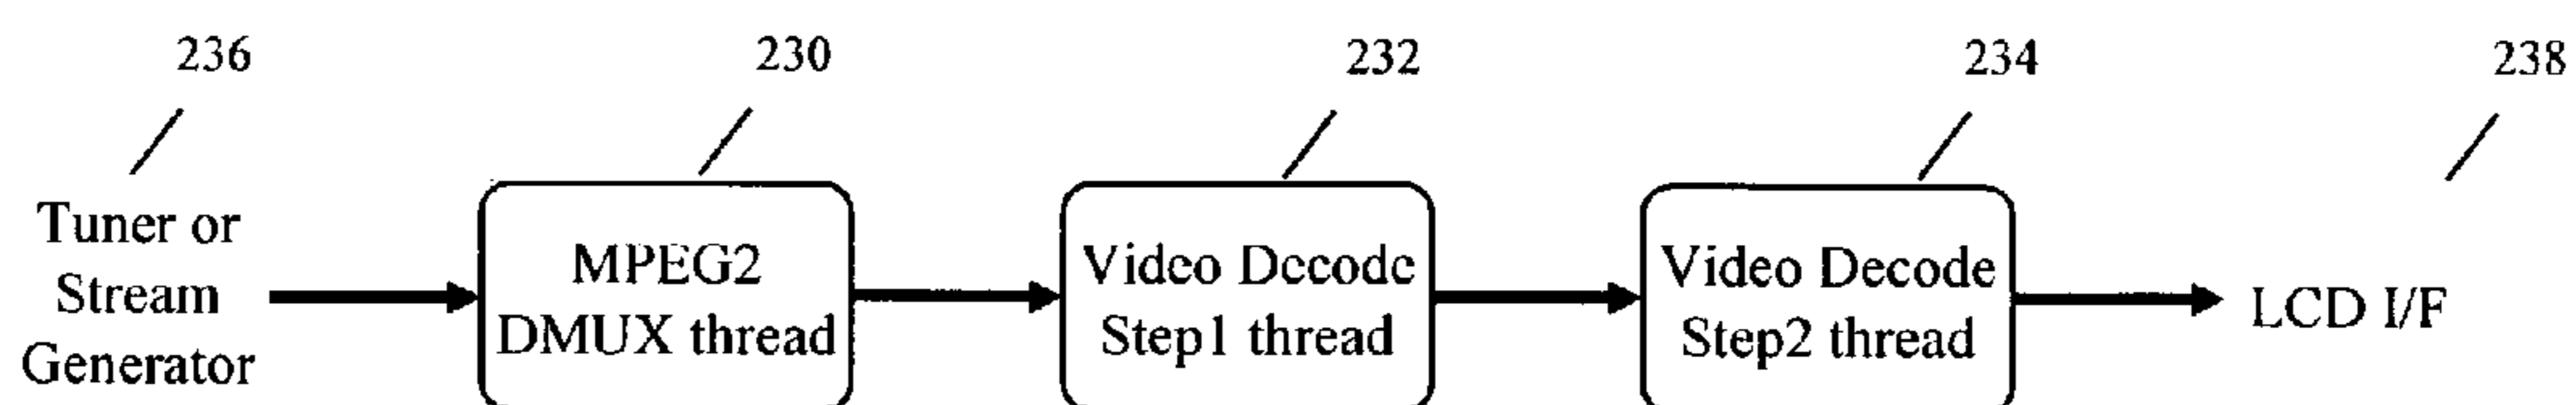 236
230
232
234
238
Tuner or
Stream
Generator
MPEG2
DMUX thread
Video Decode
Step1 thread
Video Decode
Step2 thread
LCD I/F